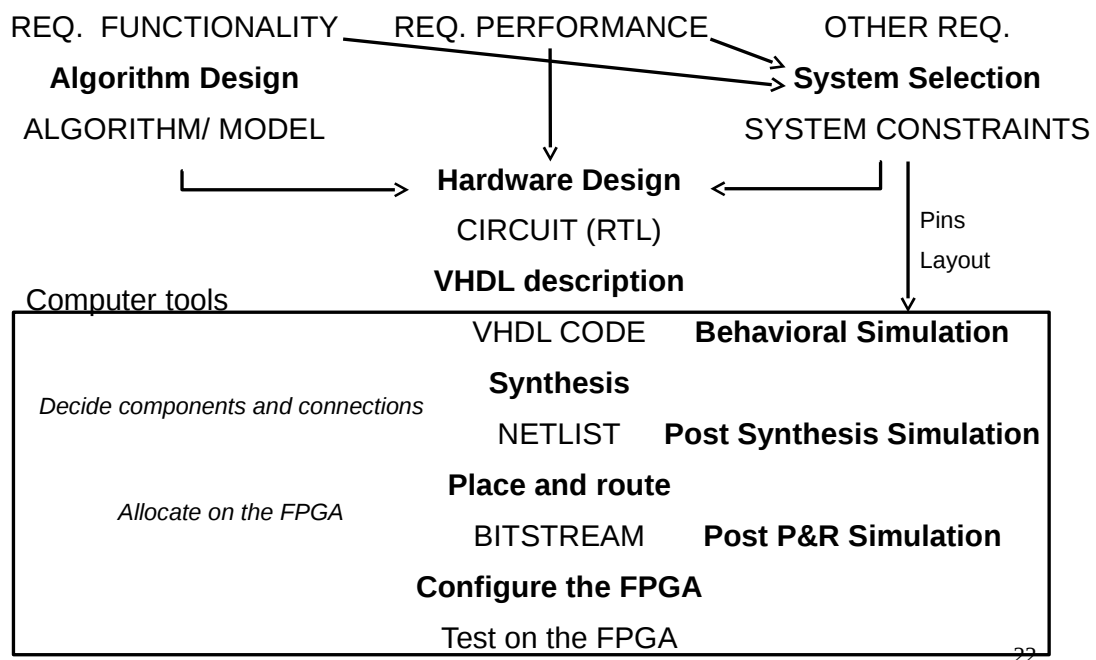 REQ.  FUNCTIONALITY REQ. PERFORMANCE OTHER REQ.
Algorithm Design System Selection
ALGORITHM/ MODEL SYSTEM CONSTRAINTS
Hardware Design
CIRCUIT (RTL) Pins
Layout
VHDL description
Computer tools
VHDL CODE Behavioral Simulation
Synthesis
Decide components and connections
NETLIST Post Synthesis Simulation
Place and route
Allocate on the FPGA
BITSTREAM Post P&R Simulation
Configure the FPGA
Test on the FPGA
22